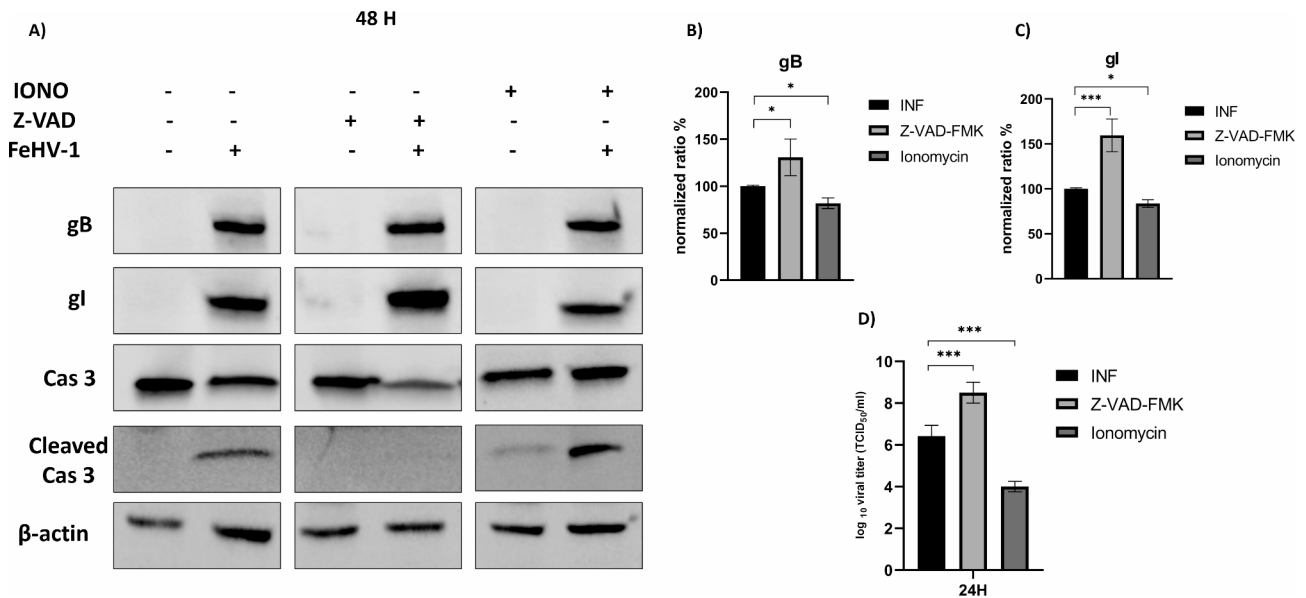 48 H
A)
IONO - - - - + +
Z-VAD - - + + - -
FeHV-1 - + - + - +
gB
gI
Cas 3
Cleaved
Cas 3
β-actin
B)
gB
normalized ratio %
200
150
100
50
0
*
*
INF
Z-VAD-FMK
Ionomycin
C)
gI
normalized ratio %
200
150
100
50
0
*
***
INF
Z-VAD-FMK
Ionomycin
D)
log 10 viral titer (TCID50/ml)
10
8
6
4
2
0
***
***
24H
INF
Z-VAD-FMK
Ionomycin